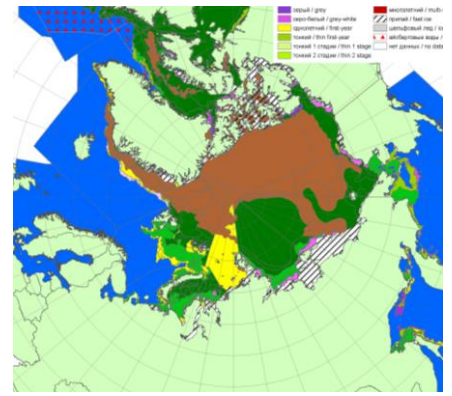 серый / grey
серо-белый / grey-white
однолетний / first-year
тонкий / thin first-year
тонкий 1 стадии / thin 1 stage
тонкий 2 стадии / thin 2 stage
многолетний / multi-
припай / fast ice
шельфовый лед / ice
айсберговые воды /
нет данных / no data